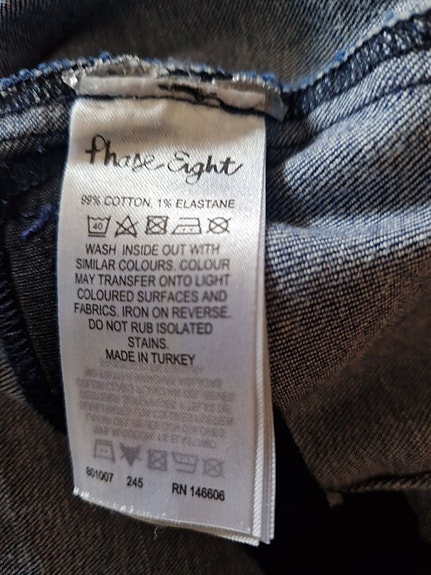 Phase Eight
99% COTTON, 1% ELASTANE
40
WASH INSIDE OUT WITH
SIMILAR COLOURS. COLOUR
MAY TRANSFER ONTO LIGHT
COLOURED SURFACES AND
FABRICS. IRON ON REVERSE.
DO NOT RUB ISOLATED
STAINS.
MADE IN TURKEY
801007 245 RN 146606